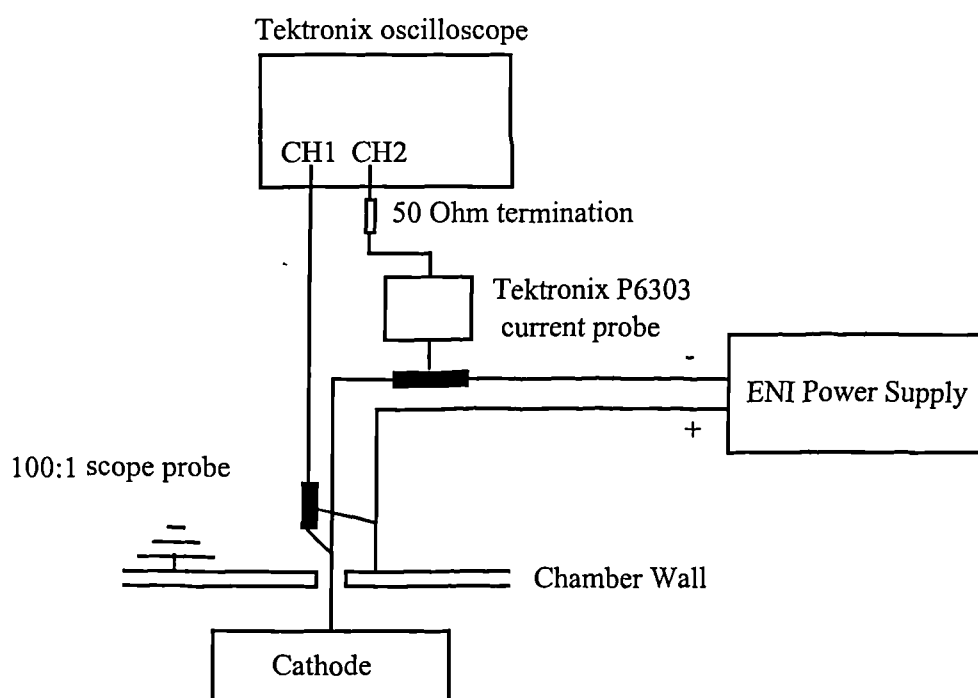 Tektronix oscilloscope
CH1 CH2
50 Ohm termination
Tektronix P6303
current probe
-
ENI Power Supply
+
100:1 scope probe
Chamber Wall
Cathode